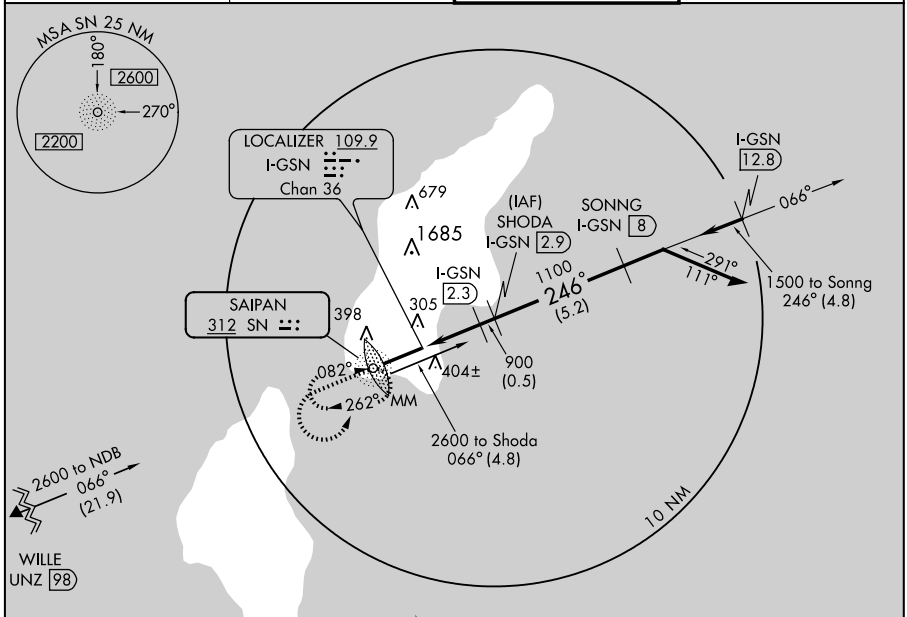 MSA SN 25 NM
180°
2600
270°
2200
LOCALIZER 109.9
I-GSN
Chan 36
679
1685
(IAF)
SHODA
I-GSN 2.9
SONNG
I-GSN 8
I-GSN
12.8
066°
291°
111°
1500 to Sonng
246° (4.8)
I-GSN
2.3
1100
246°
(5.2)
SAIPAN
312 SN
398
305
900
(0.5)
082°
262°
MM
404±
2600 to Shoda
066° (4.8)
2600 to NDB
066°
(21.9)
10 NM
WILLE
UNZ 98